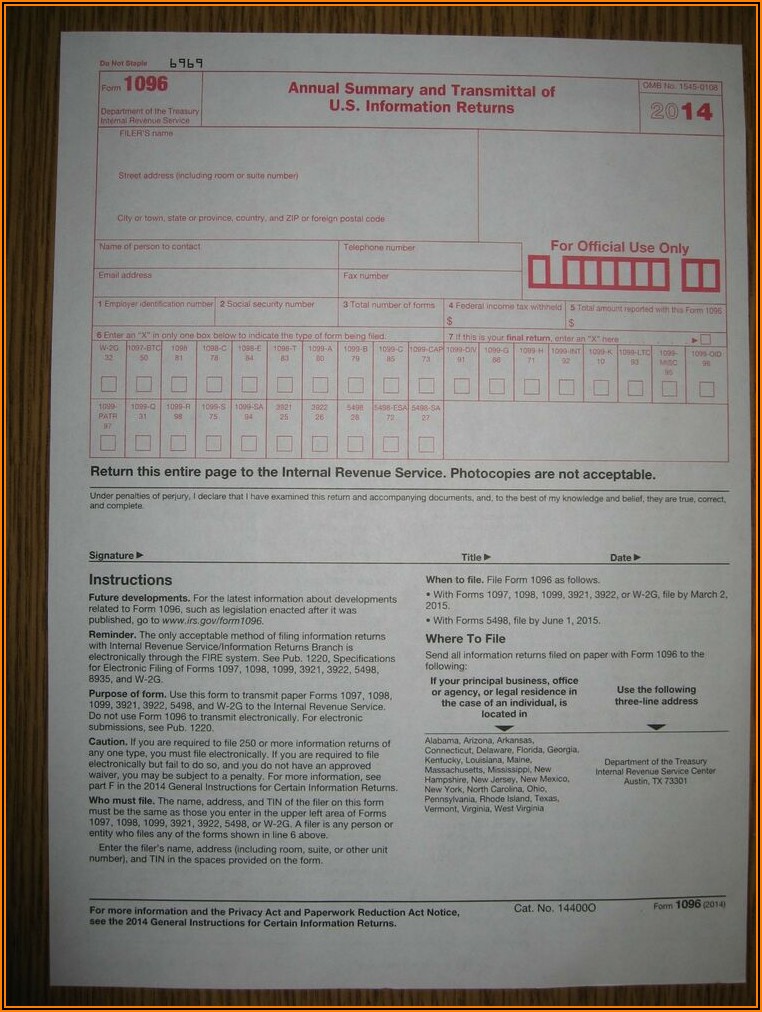 Do Not Staple 6969
Form 1096
Department of the Treasury
Internal Revenue Service
Annual Summary and Transmittal of
U.S. Information Returns
OMB No. 1545-0108
2014
FILER'S name
Street address (including room or suite number)
City or town, state or province, country, and ZIP or foreign postal code
Name of person to contact
Telephone number
Email address
Fax number
For Official Use Only
1 Employer identification number
2 Social security number
3 Total number of forms
4 Federal income tax withheld
$
5 Total amount reported with this Form 1096
$
6 Enter an "X" in only one box below to indicate the type of form being filed.
7 If this is your final return, enter an "X" here ▶
W-2G
32
1097-BTC
50
1098
81
1098-C
78
1098-E
84
1098-T
83
1099-A
80
1099-B
79
1099-C
85
1099-CAP
73
1099-DIV
91
1099-G
86
1099-H
71
1099-INT
92
1099-K
10
1099-LTC
93
1099-
MISC
95
1099-OID
96
1099-
PATR
97
1099-Q
31
1099-R
98
1099-S
75
1099-SA
94
3921
25
3922
26
5498
28
5498-ESA
72
5498-SA
27
Return this entire page to the Internal Revenue Service. Photocopies are not acceptable.
Under penalties of perjury, I declare that I have examined this return and accompanying documents, and, to the best of my knowledge and belief, they are true, correct,
and complete.
Signature ▶ Title ▶ Date ▶
Instructions
Future developments. For the latest information about developments
related to Form 1096, such as legislation enacted after it was
published, go to www.irs.gov/form1096.
Reminder. The only acceptable method of filing information returns
with Internal Revenue Service/Information Returns Branch is
electronically through the FIRE system. See Pub. 1220, Specifications
for Electronic Filing of Forms 1097, 1098, 1099, 3921, 3922, 5498,
8935, and W-2G.
Purpose of form. Use this form to transmit paper Forms 1097, 1098,
1099, 3921, 3922, 5498, and W-2G to the Internal Revenue Service.
Do not use Form 1096 to transmit electronically. For electronic
submissions, see Pub. 1220.
Caution. If you are required to file 250 or more information returns of
any one type, you must file electronically. If you are required to file
electronically but fail to do so, and you do not have an approved
waiver, you may be subject to a penalty. For more information, see
part F in the 2014 General Instructions for Certain Information Returns.
Who must file. The name, address, and TIN of the filer on this form
must be the same as those you enter in the upper left area of Forms
1097, 1098, 1099, 3921, 3922, 5498, or W-2G. A filer is any person or
entity who files any of the forms shown in line 6 above.
Enter the filer's name, address (including room, suite, or other unit
number), and TIN in the spaces provided on the form.
When to file. File Form 1096 as follows.
• With Forms 1097, 1098, 1099, 3921, 3922, or W-2G, file by March 2,
2015.
• With Forms 5498, file by June 1, 2015.
Where To File
Send all information returns filed on paper with Form 1096 to the
following:
If your principal business, office
or agency, or legal residence in
the case of an individual, is
located in
Use the following
three-line address
Alabama, Arizona, Arkansas,
Connecticut, Delaware, Florida, Georgia,
Kentucky, Louisiana, Maine,
Massachusetts, Mississippi, New
Hampshire, New Jersey, New Mexico,
New York, North Carolina, Ohio,
Pennsylvania, Rhode Island, Texas,
Vermont, Virginia, West Virginia
Department of the Treasury
Internal Revenue Service Center
Austin, TX 73301
For more information and the Privacy Act and Paperwork Reduction Act Notice,
see the 2014 General Instructions for Certain Information Returns.
Cat. No. 14400O
Form 1096 (2014)